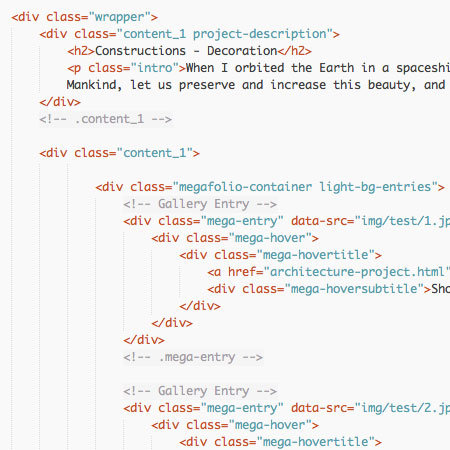 <div class="wrapper">
<div class="content_1 project-description">
<h2>Constructions - Decoration</h2>
<p class="intro">When I orbited the Earth in a spaceshi
Mankind, let us preserve and increase this beauty, and
</div>
<!-- .content_1 -->
<div class="content_1">
<div class="megafolio-container light-bg-entries">
<!-- Gallery Entry -->
<div class="mega-entry" data-src="img/test/1.jp
<div class="mega-hover">
<div class="mega-hovertitle">
<a href="architecture-project.html"
<div class="mega-hoversubtitle">Sho
</div>
</div>
</div>
<!-- .mega-entry -->
<!-- Gallery Entry -->
<div class="mega-entry" data-src="img/test/2.jp
<div class="mega-hover">
<div class="mega-hovertitle">